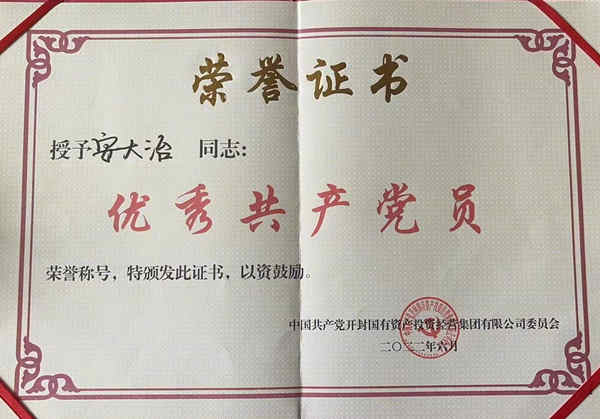 荣誉证书
授予安大治 同志:
优秀共产党员
荣誉称号，特颁发此证书，以资鼓励。
中国共产党开封国有资产投资经营集团有限公司委员会
二〇二二年六月